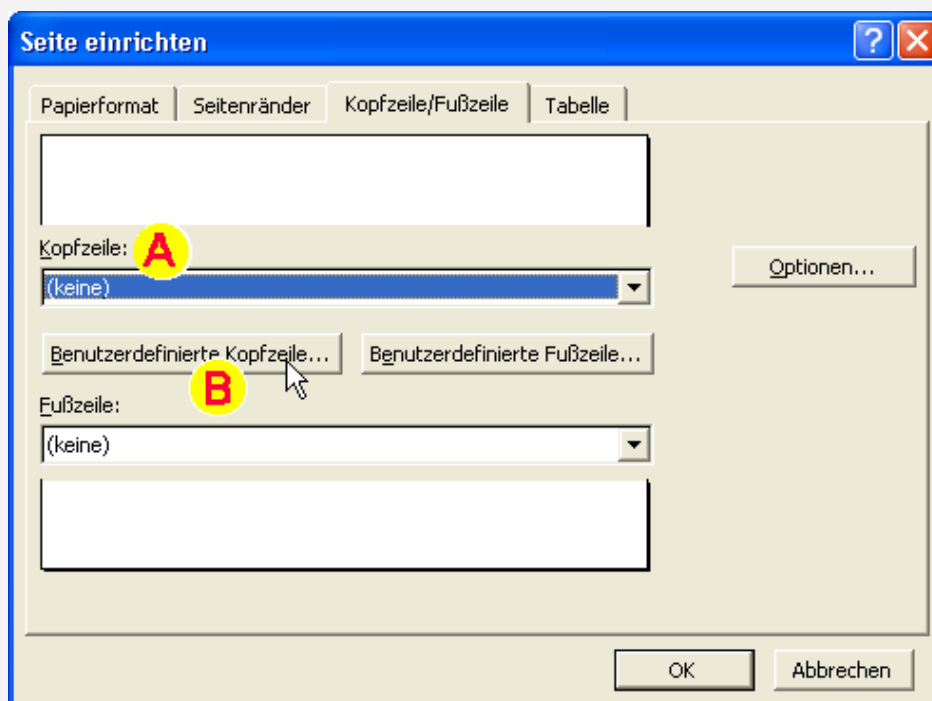 Seite einrichten ?
Papierformat Seitenränder Kopfzeile/Fußzeile Tabelle
Kopfzeile: A
(keine)
Optionen...
Benutzerdefinierte Kopfzeile... Benutzerdefinierte Fußzeile...
B
Fußzeile:
(keine)
OK Abbrechen